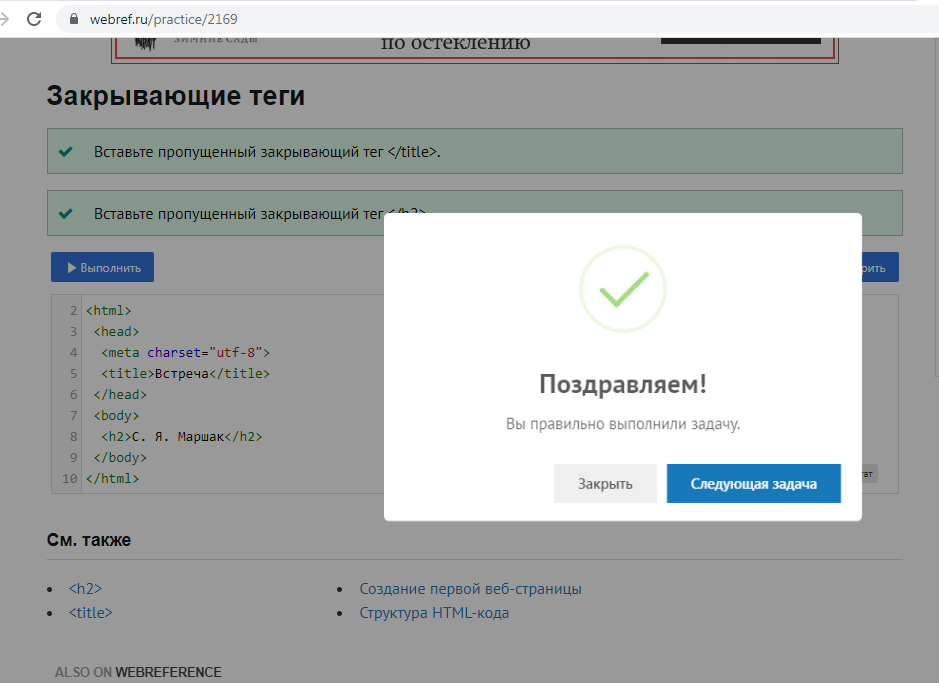 webref.ru/practice/2169
ЗИМНИЕ САДЫ
по остеклению
Закрывающие теги
Вставьте пропущенный закрывающий тег </title>.
Вставьте пропущенный закрывающий тег </h2>.
Выполнить
рить
2 <html>
3 <head>
4 <meta charset="utf-8">
5 <title>Встреча</title>
6 </head>
7 <body>
8 <h2>С. Я. Маршак</h2>
9 </body>
10 </html>
Поздравляем!
Вы правильно выполнили задачу.
Закрыть
Следующая задача
тат
См. также
• <h2>
• <title>
• Создание первой веб-страницы
• Структура HTML-кода
ALSO ON WEBREFERENCE